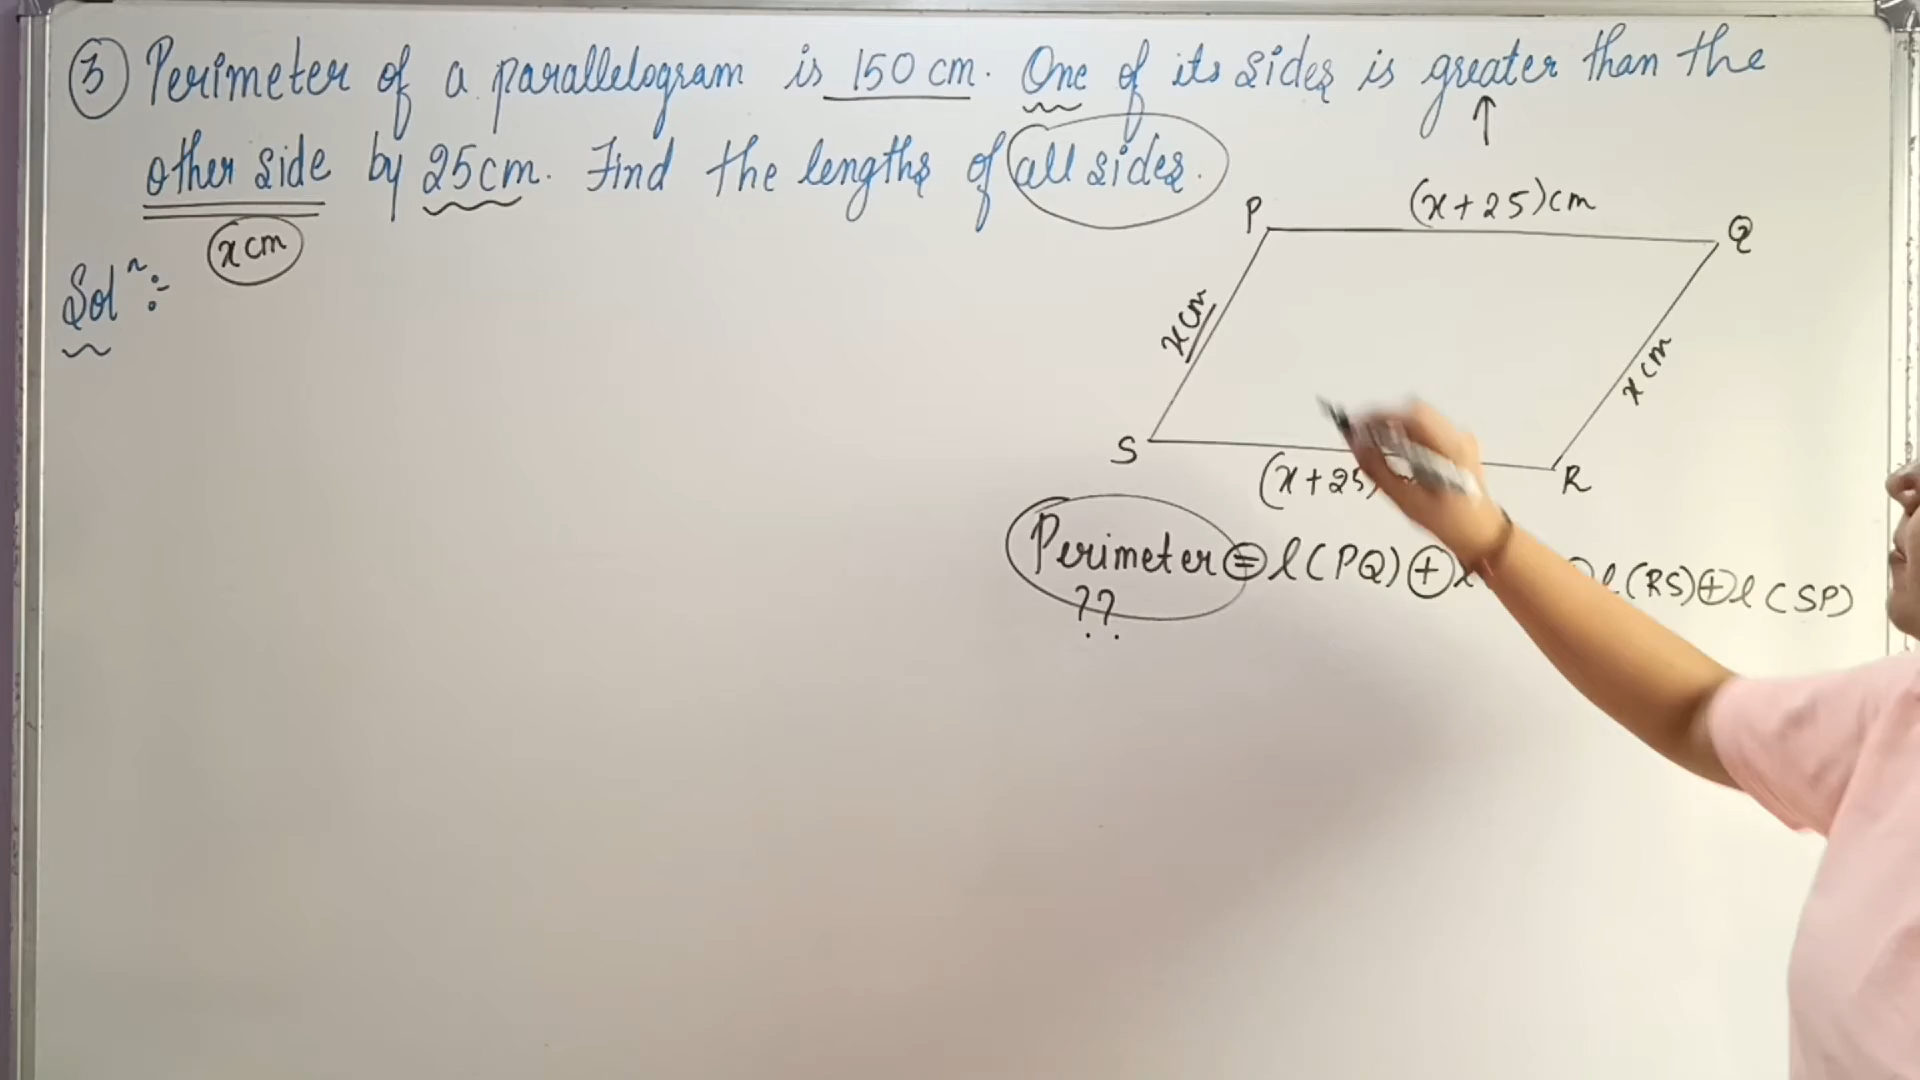 ③ Perimeter of a parallelogram is 150 cm. One of its sides is greater than the
other side by 25cm. Find the lengths of all sides.
x cm
Solⁿ :-
P
(x+25)cm
Q
x cm
x cm
S
(x+25)
R
Perimeter = l(PQ) + l(RS) + l(SP)
??